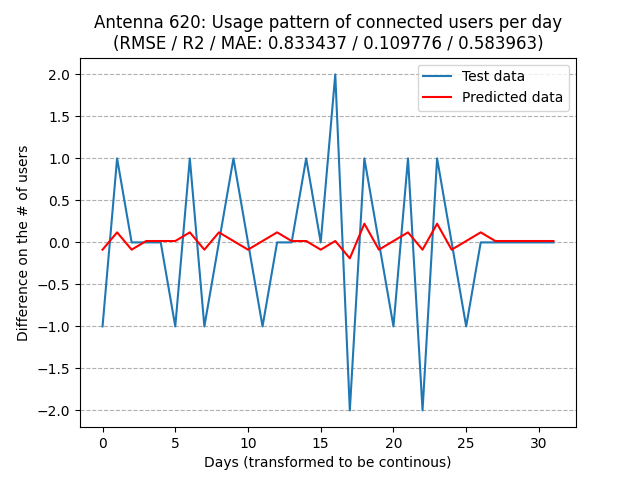 Antenna 620: Usage pattern of connected users per day
(RMSE / R2 / MAE: 0.833437 / 0.109776 / 0.583963)
Test data
Predicted data
Difference on the # of users
2.0
1.5
1.0
0.5
0.0
−0.5
−1.0
−1.5
−2.0
0 5 10 15 20 25 30
Days (transformed to be continous)